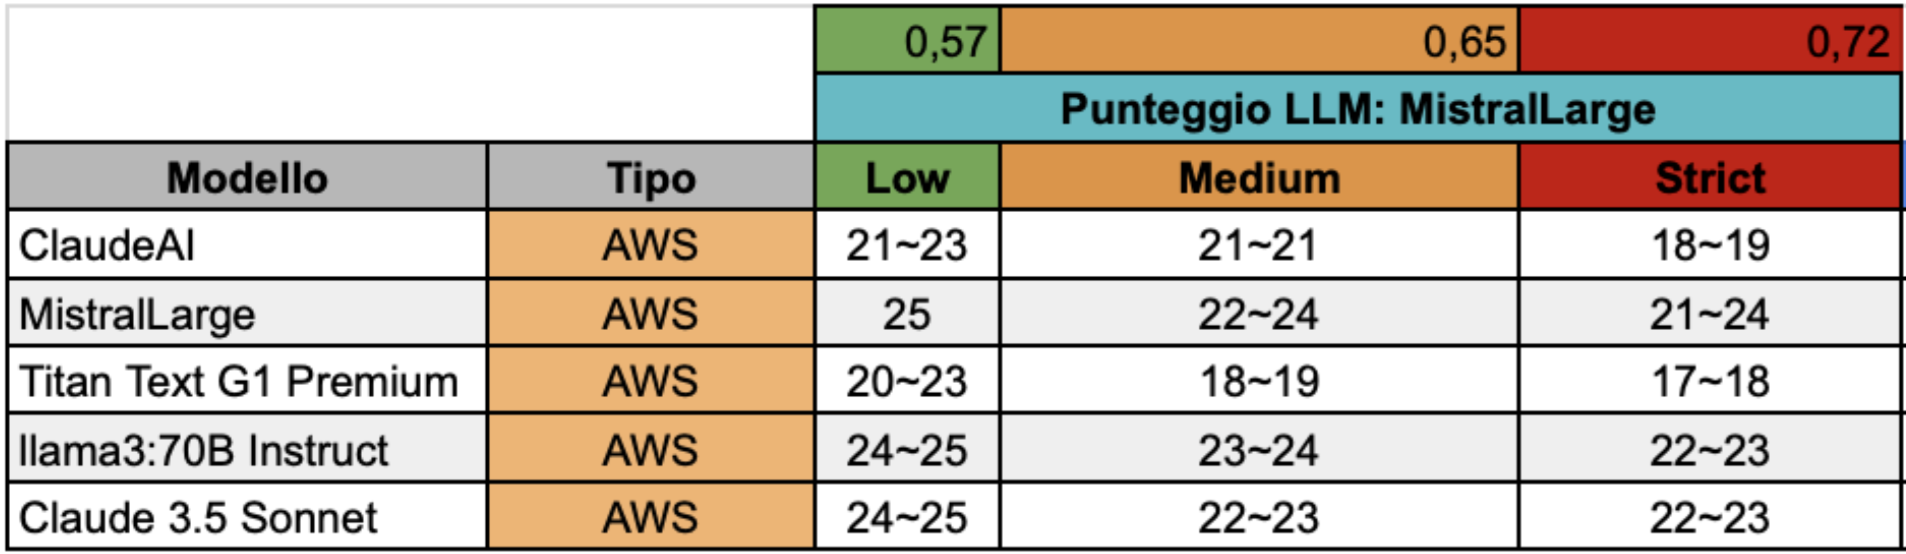 0,57 0,65 0,72
Punteggio LLM: MistralLarge
Modello Tipo Low Medium Strict
ClaudeAI AWS 21~23 21~21 18~19
MistralLarge AWS 25 22~24 21~24
Titan Text G1 Premium AWS 20~23 18~19 17~18
llama3:70B Instruct AWS 24~25 23~24 22~23
Claude 3.5 Sonnet AWS 24~25 22~23 22~23